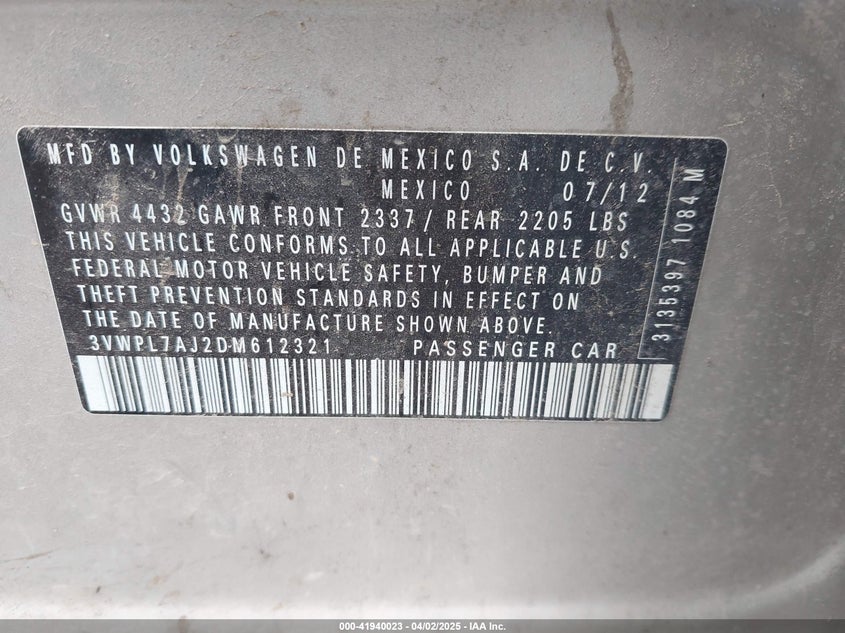 MFD BY VOLKSWAGEN DE MEXICO S.A. DE C.V.
MEXICO 07/12
GVWR 4432 GAWR FRONT 2337/ REAR 2205 LBS
THIS VEHICLE CONFORMS TO ALL APPLICABLE U.S.
FEDERAL MOTOR VEHICLE SAFETY, BUMPER AND
THEFT PREVENTION STANDARDS IN EFFECT ON
THE DATE OF MANUFACTURE SHOWN ABOVE.
3VWPL7AJ2DM612321 PASSENGER CAR
3135397 1084 M
000-41940023 - 04/02/2025 - IAA Inc.